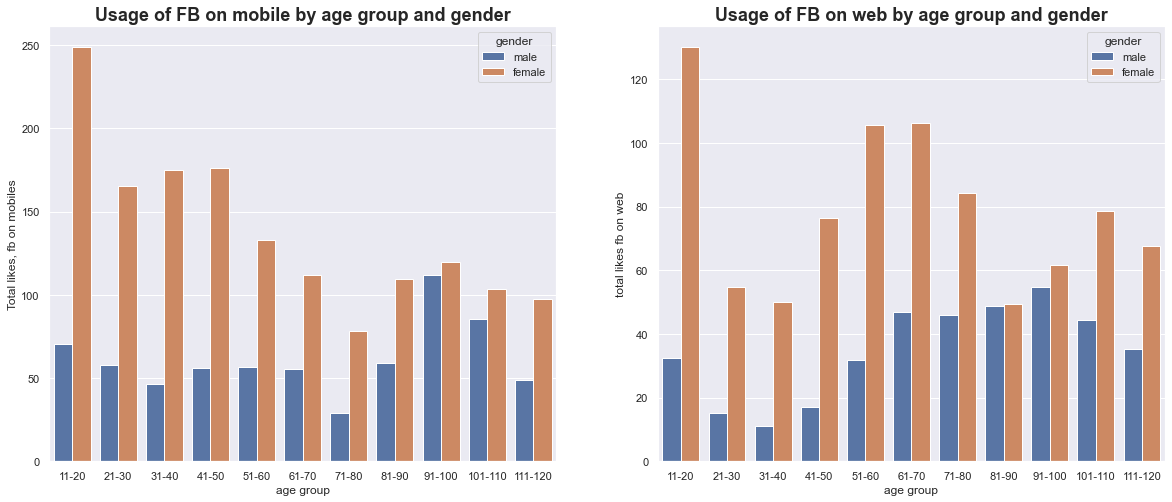 Usage of FB on mobile by age group and gender
Total likes, fb on mobiles
250
200
150
100
50
0
gender
male
female
11-20 21-30 31-40 41-50 51-60 61-70 71-80 81-90 91-100 101-110 111-120
age group
Usage of FB on web by age group and gender
total likes fb on web
120
100
80
60
40
20
0
gender
male
female
11-20 21-30 31-40 41-50 51-60 61-70 71-80 81-90 91-100 101-110 111-120
age group